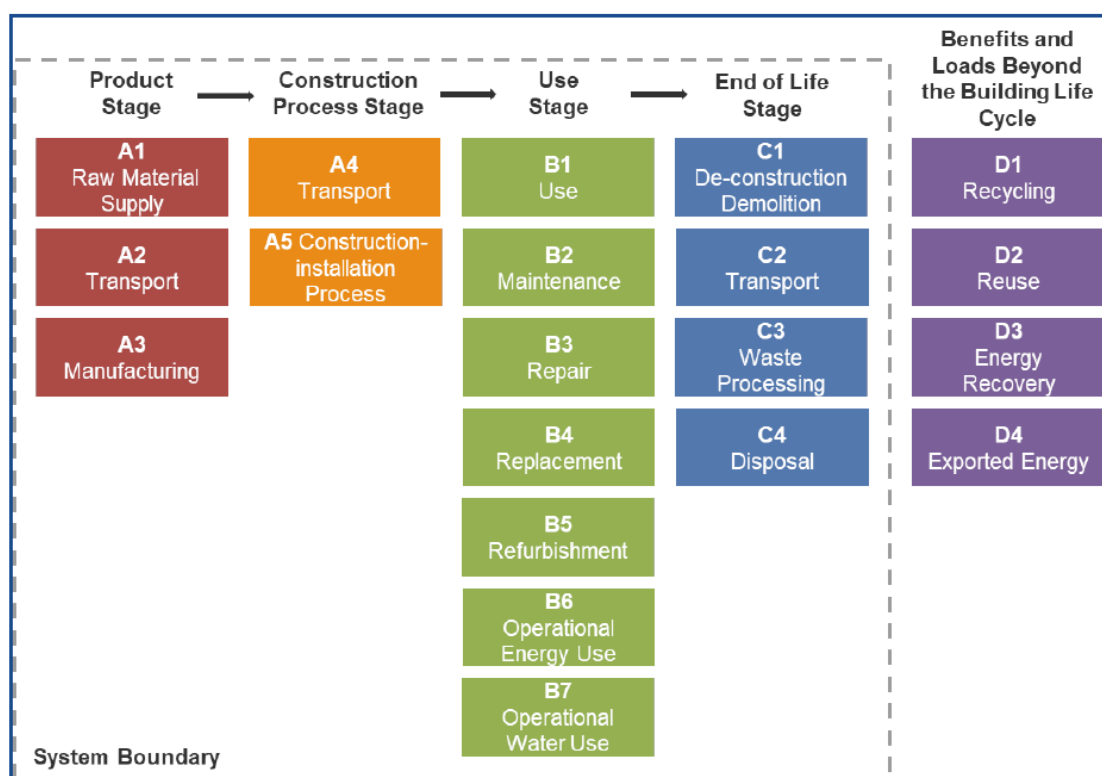 Product
Stage
Construction
Process Stage
Use
Stage
End of Life
Stage
Benefits and
Loads Beyond
the Building Life
Cycle
A1
Raw Material
Supply
A2
Transport
A3
Manufacturing
A4
Transport
A5 Construction-
installation
Process
B1
Use
B2
Maintenance
B3
Repair
B4
Replacement
B5
Refurbishment
B6
Operational
Energy Use
B7
Operational
Water Use
C1
De-construction
Demolition
C2
Transport
C3
Waste
Processing
C4
Disposal
D1
Recycling
D2
Reuse
D3
Energy
Recovery
D4
Exported Energy
System Boundary